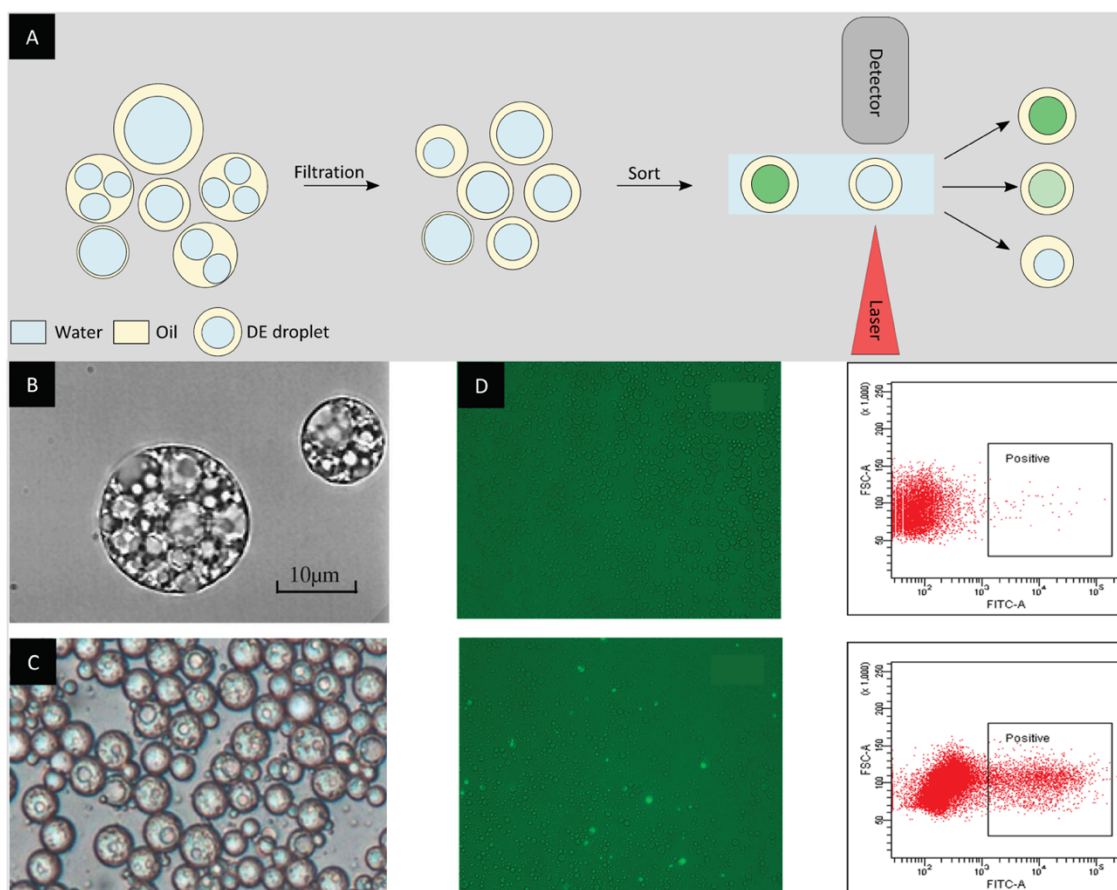 A
Filtration
Sort
Detector
Laser
Water
Oil
DE droplet
B
10μm
C
D
(x 1,000)
FSC-A
250
200
150
100
50
Positive
10²
10³
10⁴
10⁵
FITC-A
(x 1,000)
FSC-A
250
200
150
100
50
Positive
10²
10³
10⁴
10⁵
FITC-A